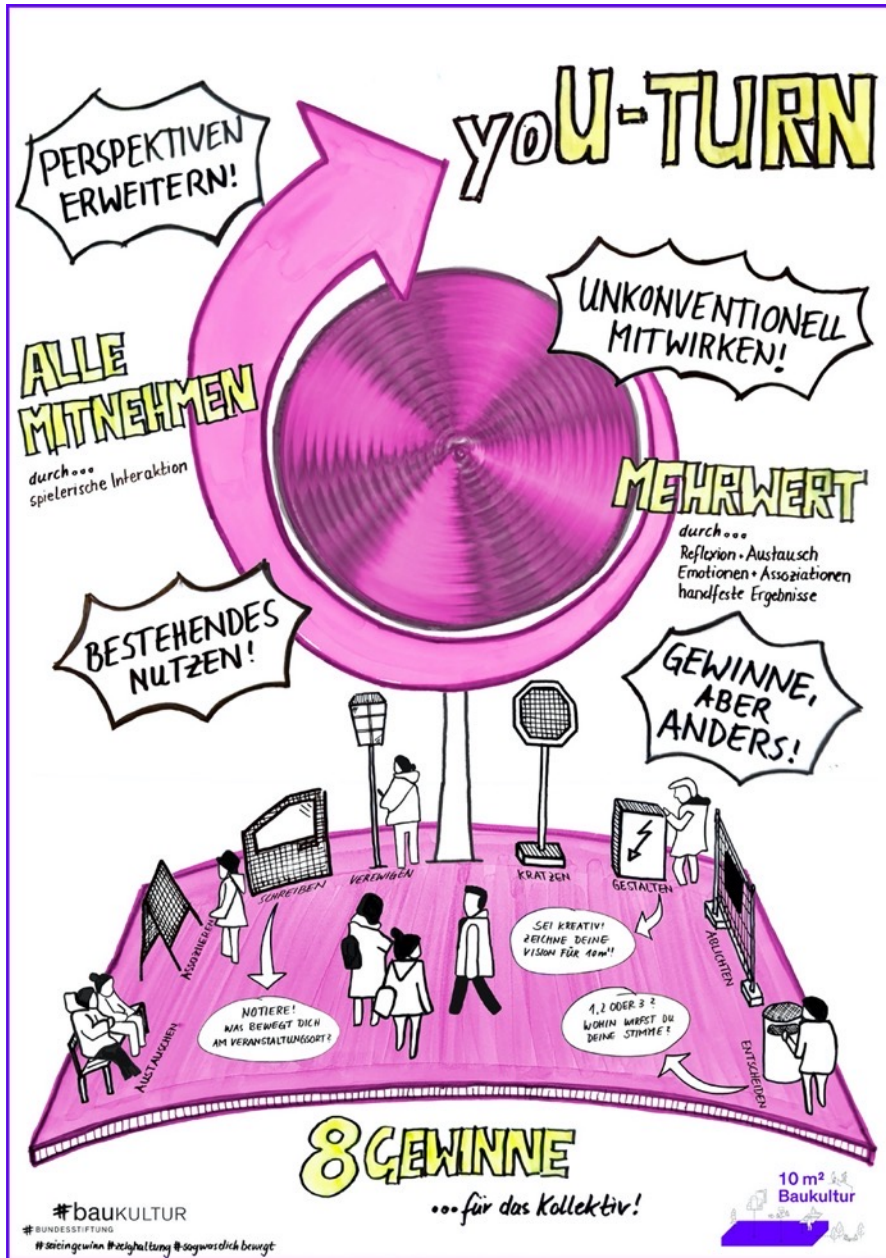 yoU-TURN
PERSPEKTIVEN
ERWEITERN!
UNKONVENTIONELL
MITWIRKEN!
ALLE
MITNEHMEN
durch...
spielerische Interaktion
MEHRWERT
durch...
Reflexion + Austausch
Emotionen + Assoziationen
handfeste Ergebnisse
BESTEHENDES
NUTZEN!
GEWINNE,
ABER
ANDERS!
AUSTAUSCHEN
ASSOZIIEREN
SCHREIBEN
VEREWIGEN
KRATZEN
GESTALTEN
ABLICHTEN
ENTSCHEIDEN
SEI KREATIV!
ZEICHNE DEINE
VISION FÜR 10m²!
NOTIERE!
WAS BEWEGT DICH
AM VERANSTALTUNGSORT?
1, 2 ODER 3?
WOHIN WIRFST DU
DEINE STIMME?
8 GEWINNE
...für das Kollektiv!
#bauKULTUR
#BUNDESSTIFTUNG
#seieingewinn #zeighaltung #sagwasdichbewegt
10 m²
Baukultur